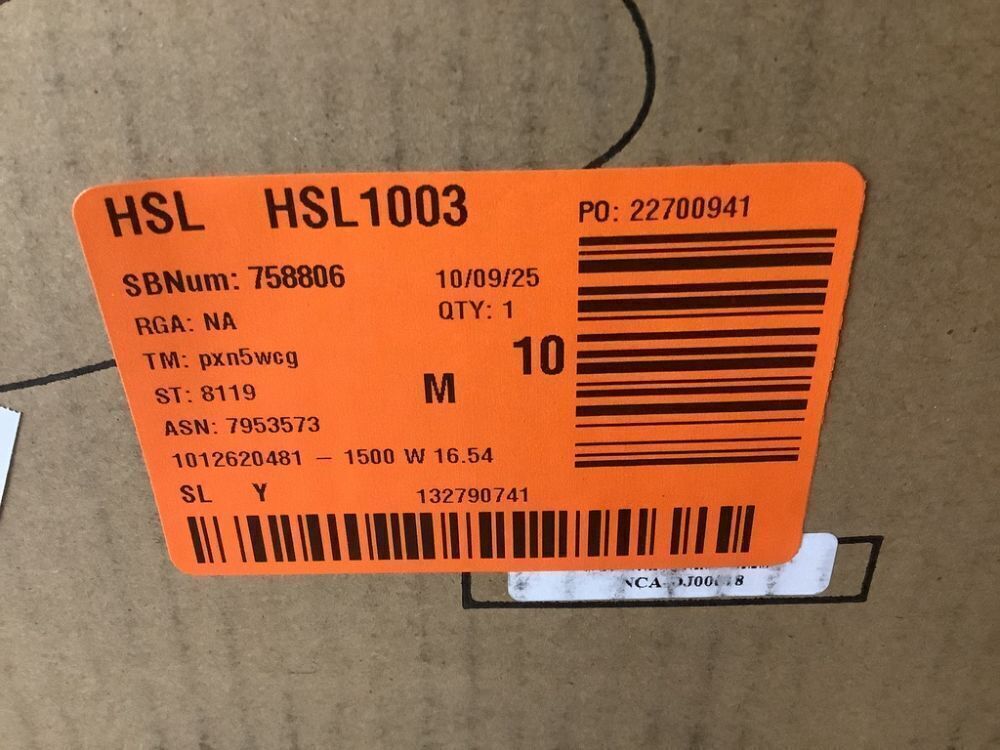 HSL HSL1003
PO: 22700941
SBNum: 758806
10/09/25
RGA: NA
QTY: 1
TM: pxn5wcg
10
ST: 8119
M
ASN: 7953573
1012620481 – 1500 W 16.54
SL Y
132790741